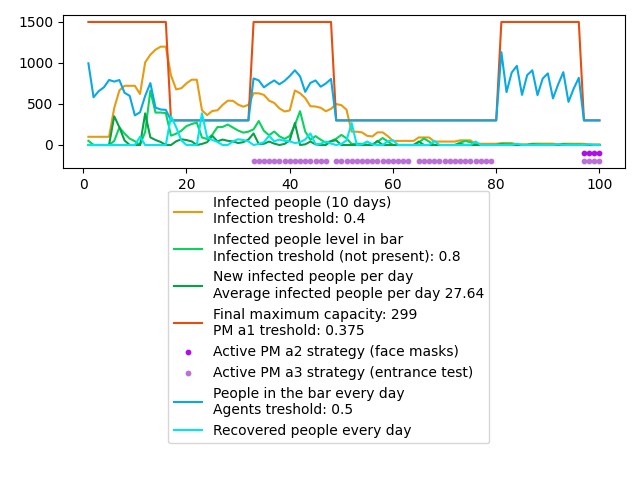 1500
1000
500
0
0
20
40
60
80
100
Infected people (10 days)
Infection treshold: 0.4
Infected people level in bar
Infection treshold (not present): 0.8
New infected people per day
Average infected people per day 27.64
Final maximum capacity: 299
PM a1 treshold: 0.375
Active PM a2 strategy (face masks)
Active PM a3 strategy (entrance test)
People in the bar every day
Agents treshold: 0.5
Recovered people every day